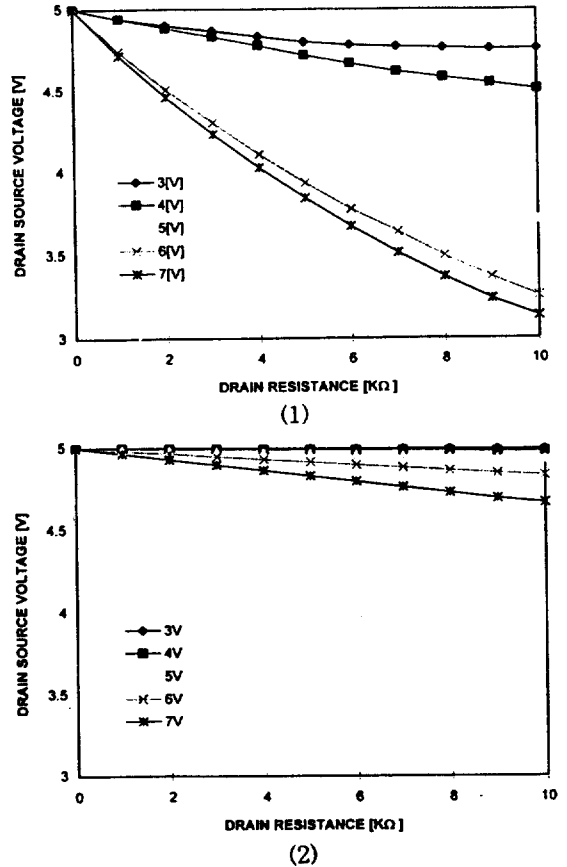 5
4.5
4
3.5
3
DRAIN SOURCE VOLTAGE [V]
3[V]
4[V]
5[V]
6[V]
7[V]
0 2 4 6 8 10
DRAIN RESISTANCE [KΩ]
(1)
5
4.5
4
3.5
3
DRAIN SOURCE VOLTAGE [V]
3V
4V
5V
6V
7V
0 2 4 6 8 10
DRAIN RESISTANCE [KΩ]
(2)